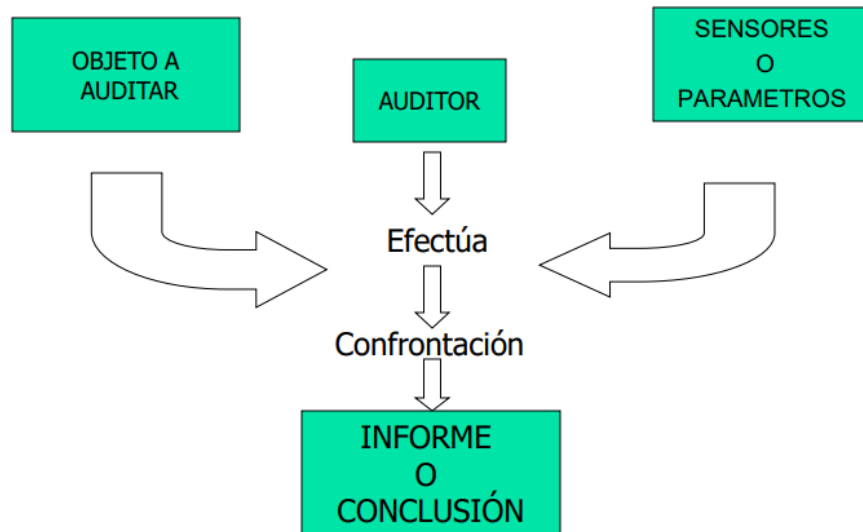 OBJETO A
AUDITAR
AUDITOR
SENSORES
O
PARAMETROS
Efectúa
Confrontación
INFORME
O
CONCLUSIÓN